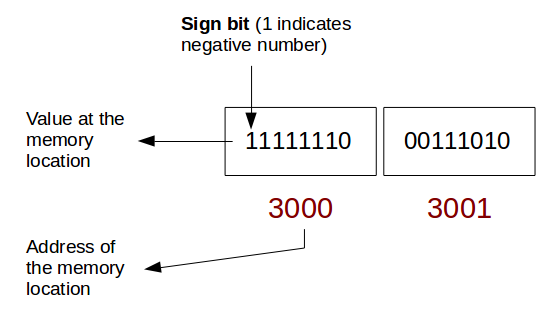 Sign bit (1 indicates
negative number)
Value at the
memory
location
11111110
00111010
3000
3001
Address of
the memory
location